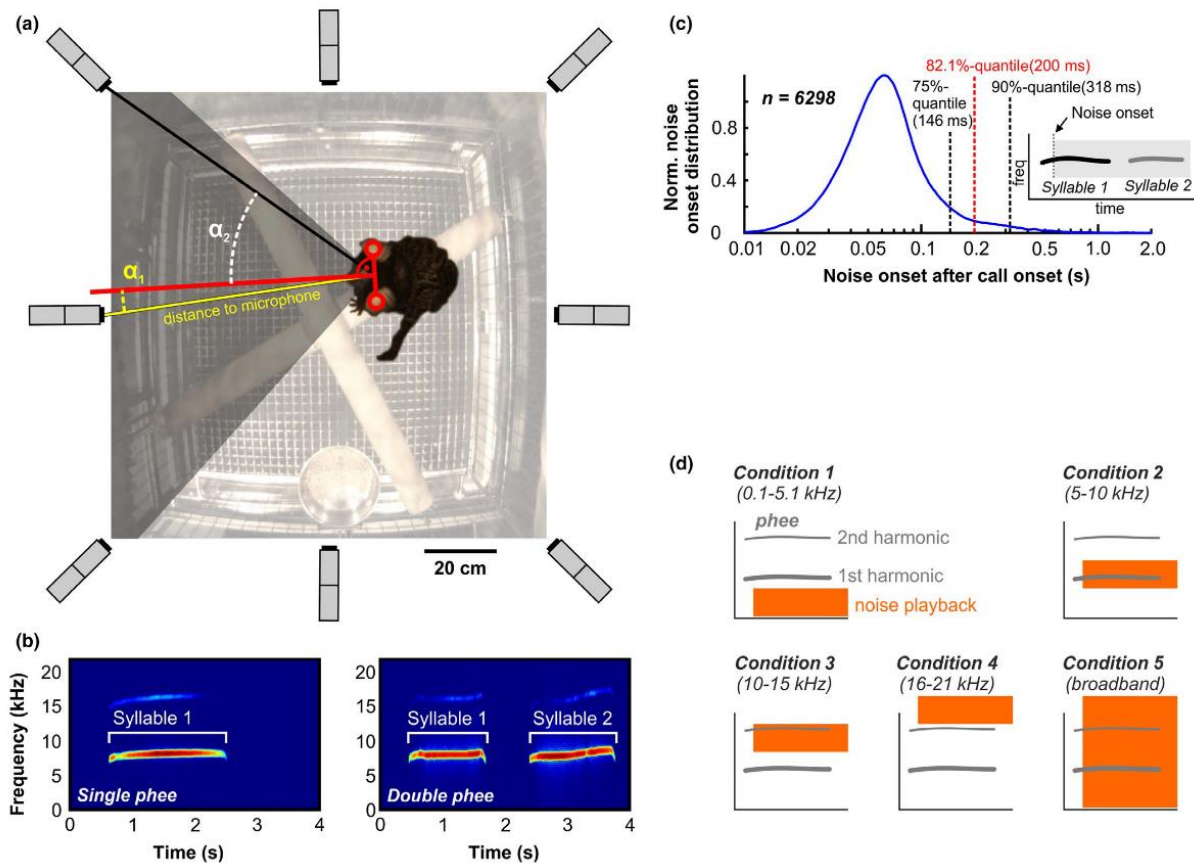 (a)
α2
α1
distance to microphone
20 cm
(b)
Frequency (kHz)
20
15
10
5
0
Syllable 1
Single phee
0 1 2 3 4
Time (s)
Syllable 1 Syllable 2
Double phee
0 1 2 3 4
Time (s)
(c)
Norm. noise
onset distribution
0.8
0.4
0
n = 6298
82.1%-quantile(200 ms)
75%-
quantile
(146 ms)
90%-quantile(318 ms)
Noise onset
freq
Syllable 1 Syllable 2
time
0.01 0.02 0.06 0.1 0.2 0.5 1.0 2.0
Noise onset after call onset (s)
(d)
Condition 1
(0.1-5.1 kHz)
phee
2nd harmonic
1st harmonic
noise playback
Condition 2
(5-10 kHz)
Condition 3
(10-15 kHz)
Condition 4
(16-21 kHz)
Condition 5
(broadband)